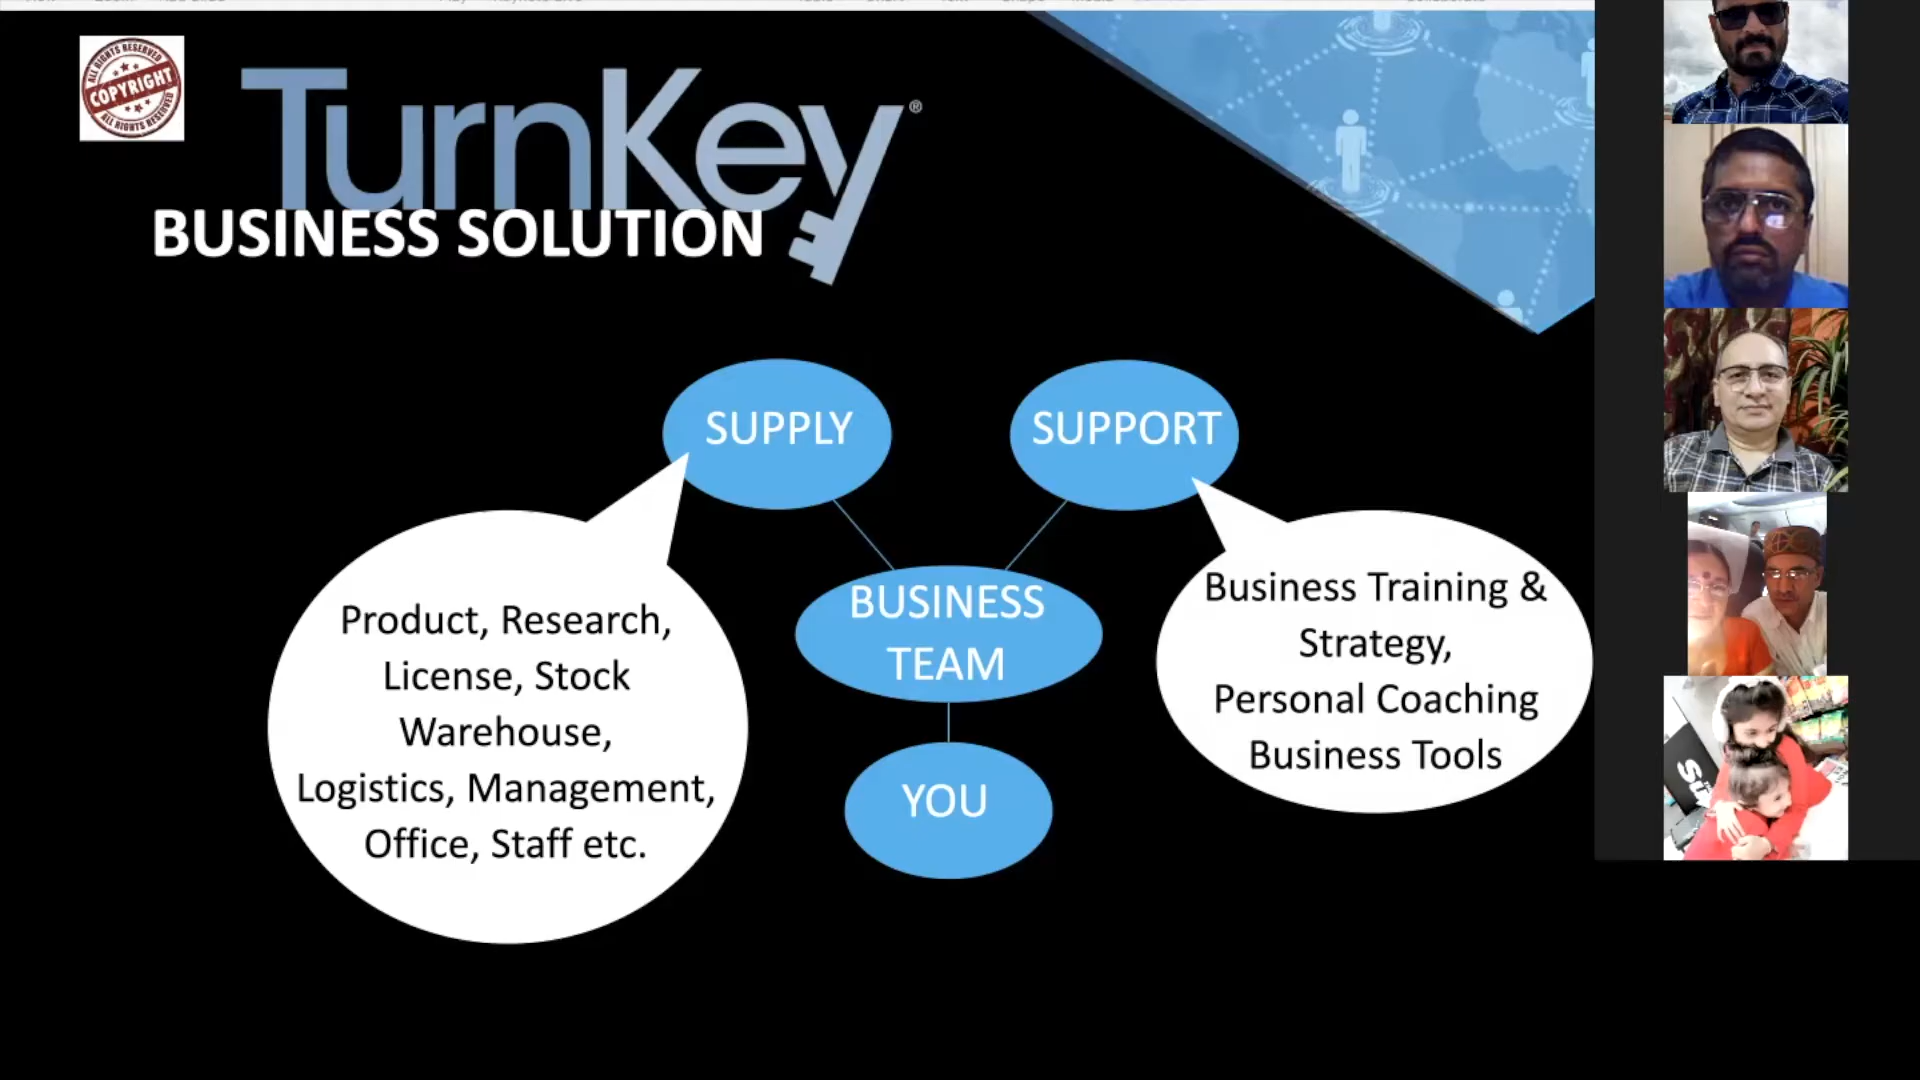 ALL RIGHTS RESERVED
COPYRIGHT
ALL RIGHTS RESERVED
TurnKey®
BUSINESS SOLUTION
SUPPLY
SUPPORT
BUSINESS
TEAM
YOU
Product, Research,
License, Stock
Warehouse,
Logistics, Management,
Office, Staff etc.
Business Training &
Strategy,
Personal Coaching
Business Tools